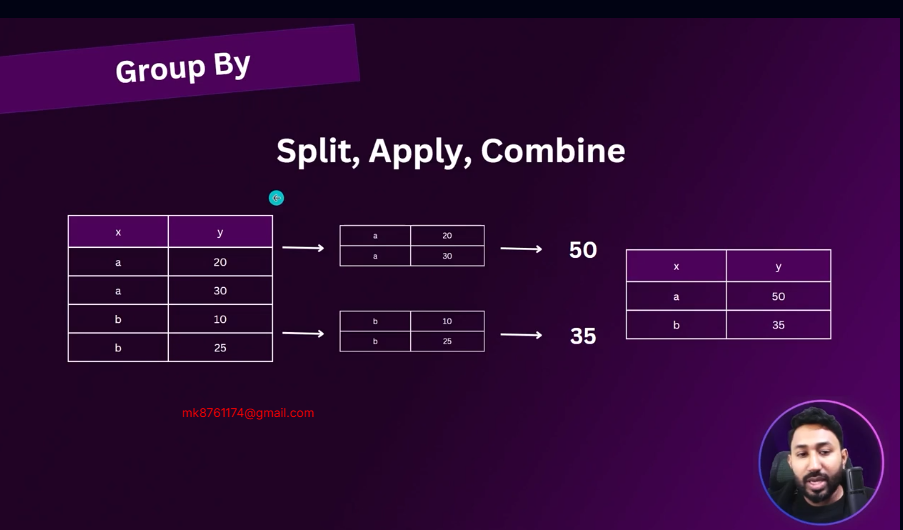 Group By
Split, Apply, Combine
x y
a 20
a 30
b 10
b 25
a 20
a 30
50
b 10
b 25
35
x y
a 50
b 35
mk8761174@gmail.com